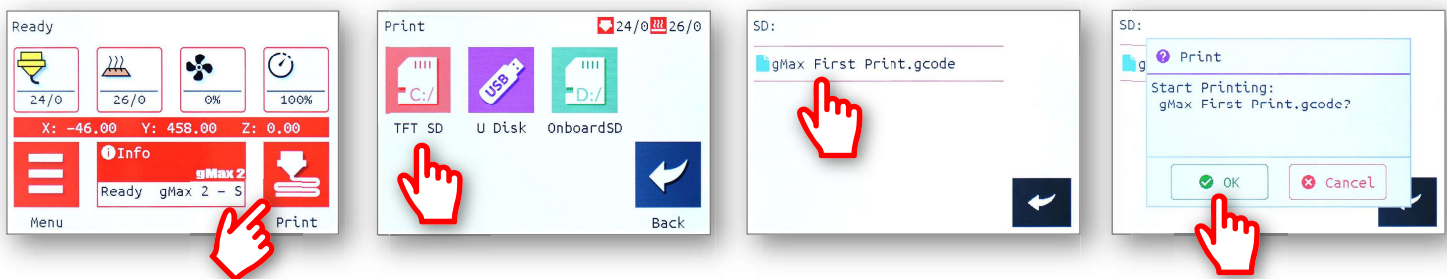 Ready
24/0
26/0
0%
100%
X: -46.00 Y: 458.00 Z: 0.00
Info
gMax 2
Ready gMax 2 - S
Menu
Print
Print
24/0 26/0
C:/
USB
D:/
TFT SD
U Disk
OnboardSD
Back
SD:
gMax First Print.gcode
SD:
g
Print
Start Printing:
gMax First Print.gcode?
OK
Cancel